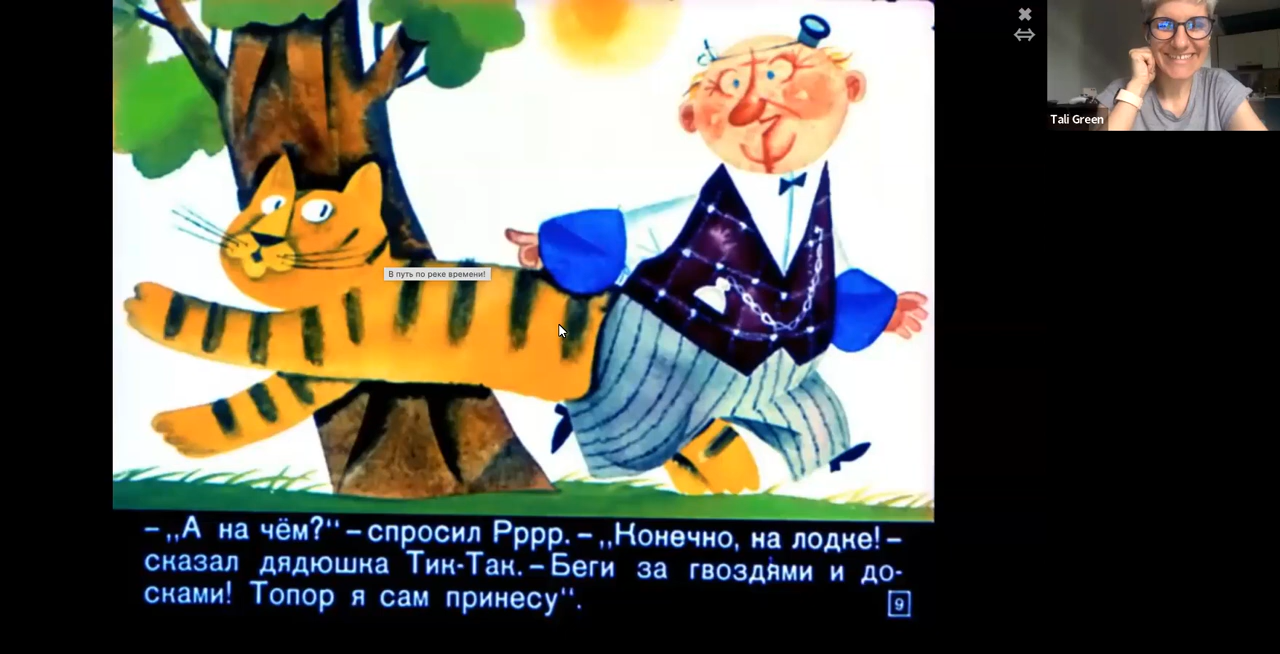 Tali Green
В путь по реке времени!
– ,,А на чём?“ – спросил Рррр. – ,,Конечно, на лодке! –
сказал дядюшка Тик-Так. – Беги за гвоздями и до-
сками! Топор я сам принесу“.
9